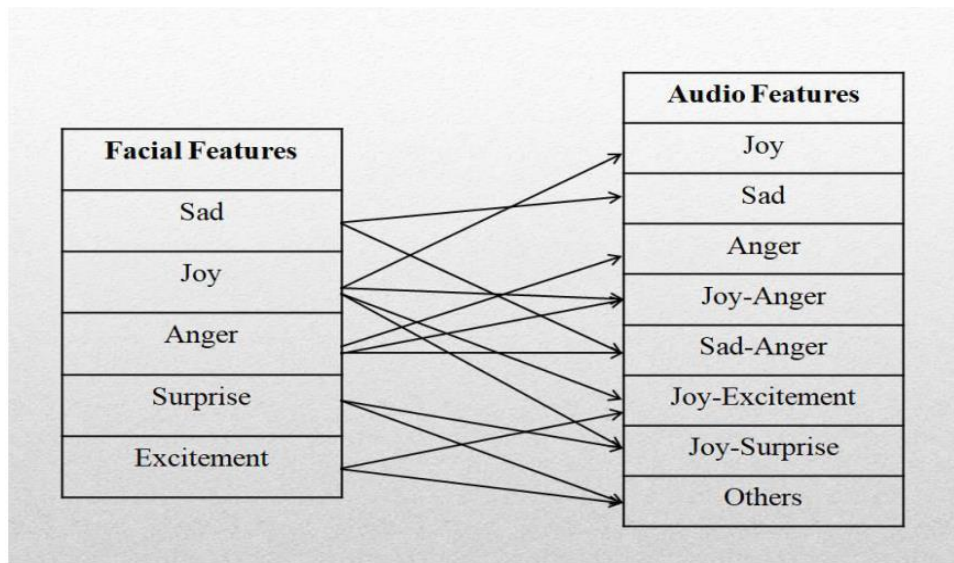 Facial Features
Sad
Joy
Anger
Surprise
Excitement
Audio Features
Joy
Sad
Anger
Joy-Anger
Sad-Anger
Joy-Excitement
Joy-Surprise
Others